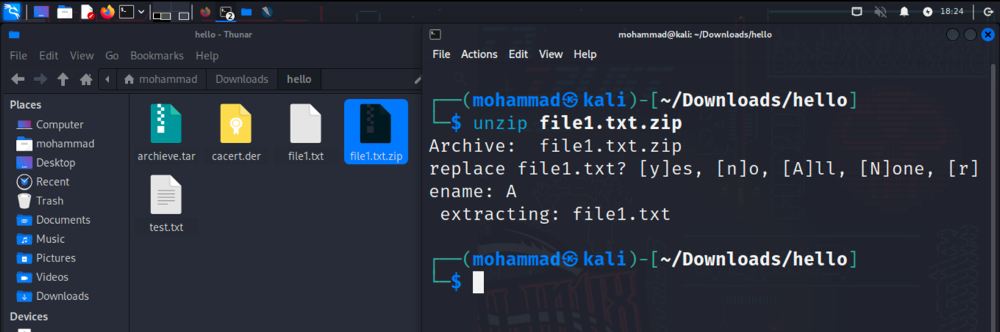 2
18:24
hello - Thunar
File Edit View Go Bookmarks Help
mohammad Downloads hello
Places
Computer
mohammad
Desktop
Recent
Trash
Documents
Music
Pictures
Videos
Downloads
Devices
archieve.tar cacert.der file1.txt file1.txt.zip
test.txt
mohammad@kali: ~/Downloads/hello
File Actions Edit View Help
┌──(mohammad㉿kali)-[~/Downloads/hello]
└─$ unzip file1.txt.zip
Archive:  file1.txt.zip
replace file1.txt? [y]es, [n]o, [A]ll, [N]one, [r]
ename: A
 extracting: file1.txt
┌──(mohammad㉿kali)-[~/Downloads/hello]
└─$